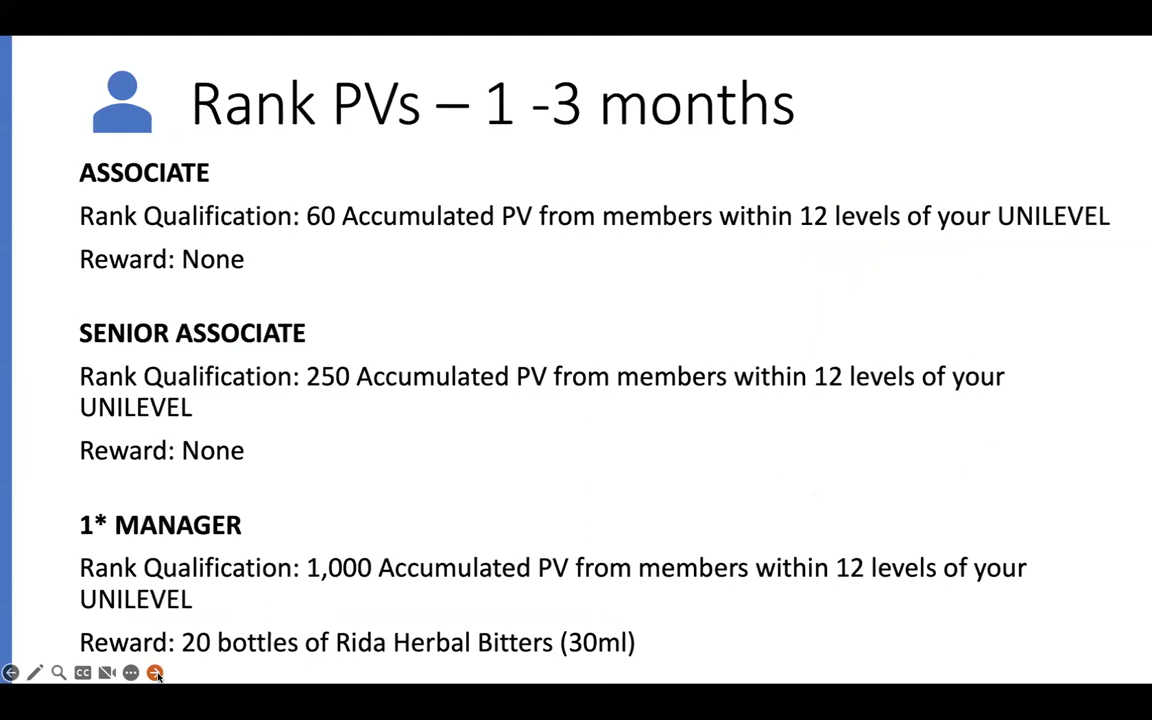 Rank PVs – 1 -3 months
ASSOCIATE
Rank Qualification: 60 Accumulated PV from members within 12 levels of your UNILEVEL
Reward: None
SENIOR ASSOCIATE
Rank Qualification: 250 Accumulated PV from members within 12 levels of your
UNILEVEL
Reward: None
1* MANAGER
Rank Qualification: 1,000 Accumulated PV from members within 12 levels of your
UNILEVEL
Reward: 20 bottles of Rida Herbal Bitters (30ml)
CC